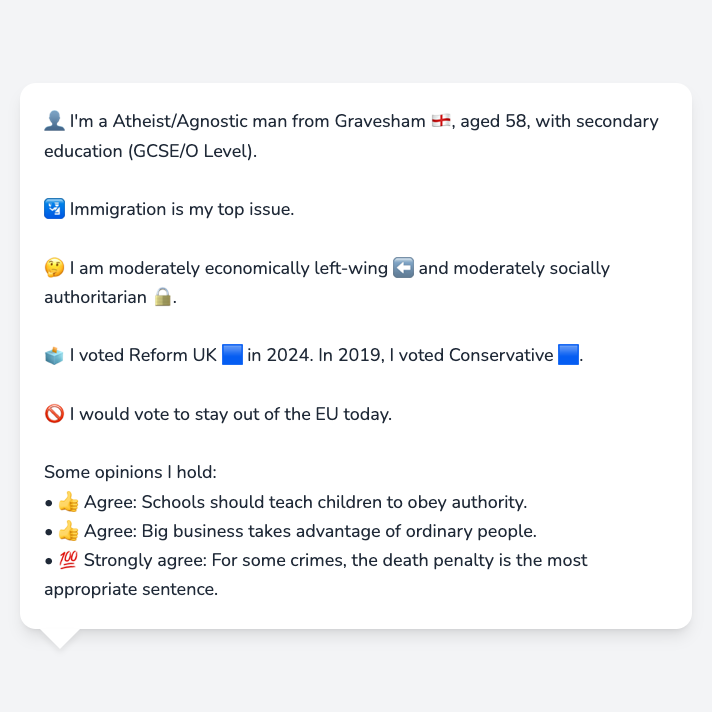 👤 I'm a Atheist/Agnostic man from Gravesham 🏴󠁧󠁢󠁥󠁮󠁧󠁿, aged 58, with secondary
education (GCSE/O Level).
🛂 Immigration is my top issue.
🤔 I am moderately economically left-wing ⬅️ and moderately socially
authoritarian 🔒.
🗳️ I voted Reform UK 🟦 in 2024. In 2019, I voted Conservative 🟦.
🚫 I would vote to stay out of the EU today.
Some opinions I hold:
• 👍 Agree: Schools should teach children to obey authority.
• 👍 Agree: Big business takes advantage of ordinary people.
• 💯 Strongly agree: For some crimes, the death penalty is the most
appropriate sentence.